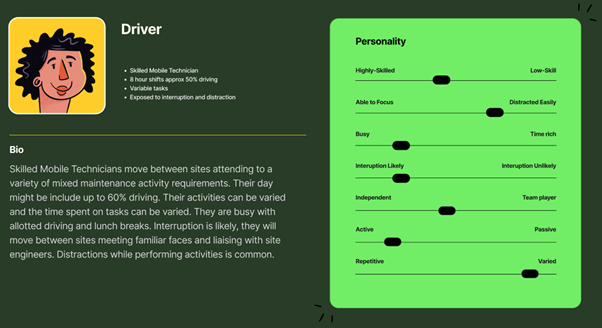 Driver
• Skilled Mobile Technician
• 8 hour shifts approx 50% driving
• Variable tasks
• Exposed to interruption and distraction
Bio
Skilled Mobile Technicians move between sites attending to a
variety of mixed maintenance activity requirements. Their day
might be include up to 60% driving. Their activities can be varied
and the time spent on tasks can be varied. They are busy with
allotted driving and lunch breaks. Interruption is likely, they will
move between sites meeting familiar faces and liaising with site
engineers. Distractions while performing activities is common.
Personality
Highly-Skilled Low-Skill
Able to Focus Distracted Easily
Busy Time rich
Interuption Likely Interuption Unlikely
Independent Team player
Active Passive
Repetitive Varied